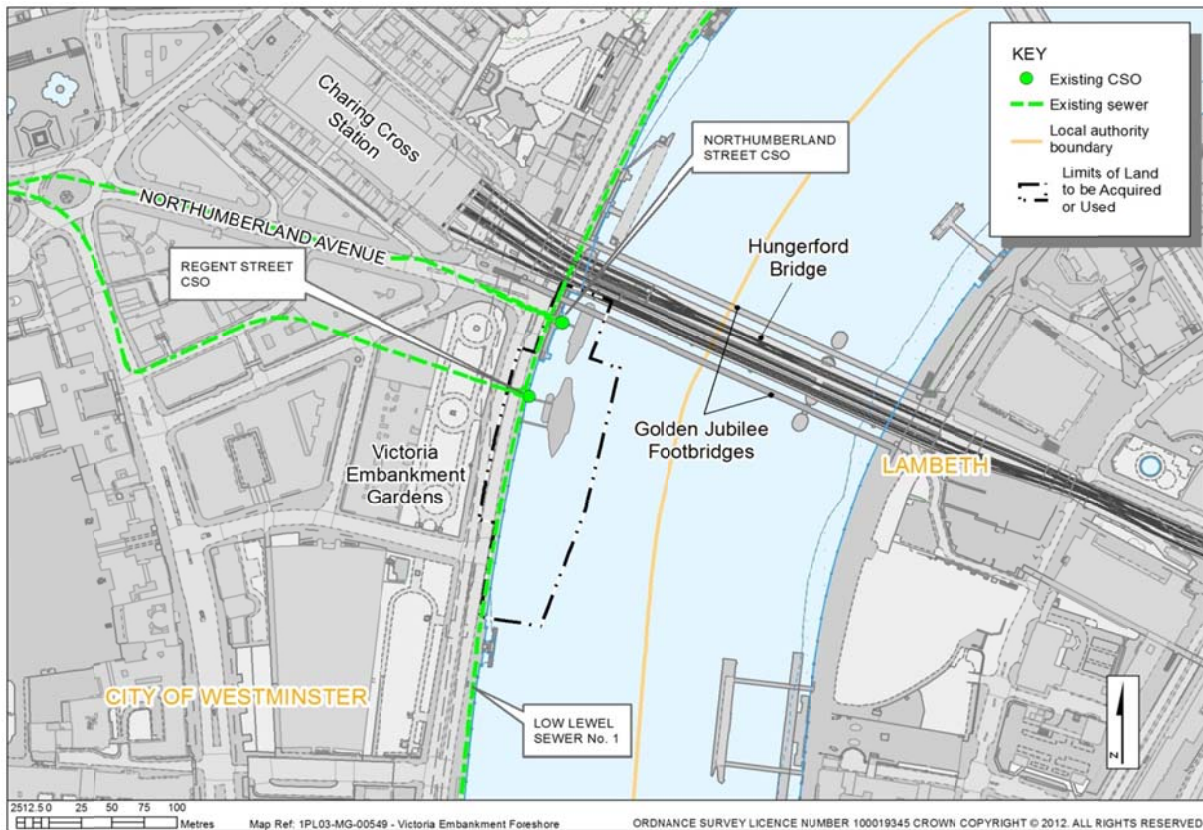 KEY
Existing CSO
Existing sewer
Local authority
boundary
Limits of Land
to be Acquired
or Used
Charing Cross
Station
NORTHUMBERLAND
STREET CSO
NORTHUMBERLAND AVENUE
Hungerford
Bridge
REGENT STREET
CSO
Golden Jubilee
Footbridges
Victoria
Embankment
Gardens
LAMBETH
CITY OF WESTMINSTER
LOW LEWEL
SEWER No. 1
N
2512.5 0 25 50 75 100
Metres
Map Ref: 1PL03-MG-00549 - Victoria Embankment Foreshore
ORDNANCE SURVEY LICENCE NUMBER 100019345 CROWN COPYRIGHT © 2012. ALL RIGHTS RESERVED